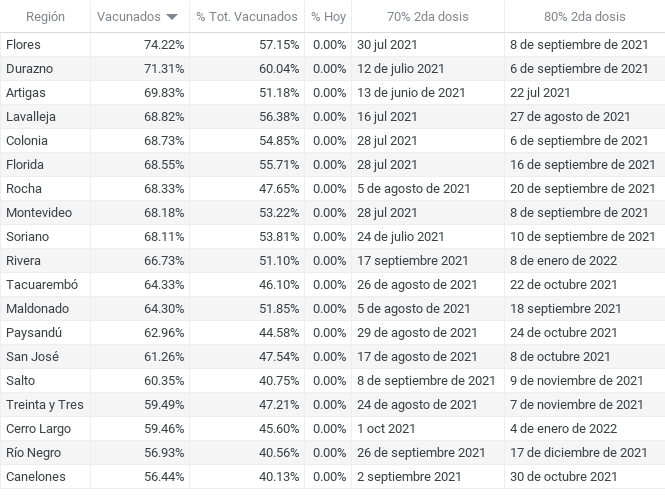 Región Vacunados % Tot. Vacunados % Hoy 70% 2da dosis 80% 2da dosis
Flores 74.22% 57.15% 0.00% 30 jul 2021 8 de septiembre de 2021
Durazno 71.31% 60.04% 0.00% 12 de julio 2021 6 de septiembre de 2021
Artigas 69.83% 51.18% 0.00% 13 de junio de 2021 22 jul 2021
Lavalleja 68.82% 56.38% 0.00% 16 jul 2021 27 de agosto de 2021
Colonia 68.73% 54.85% 0.00% 28 jul 2021 6 de septiembre de 2021
Florida 68.55% 55.71% 0.00% 28 jul 2021 16 de septiembre de 2021
Rocha 68.33% 47.65% 0.00% 5 de agosto de 2021 20 de septiembre de 2021
Montevideo 68.18% 53.22% 0.00% 28 jul 2021 8 de septiembre de 2021
Soriano 68.11% 53.81% 0.00% 24 de julio 2021 10 de septiembre de 2021
Rivera 66.73% 51.10% 0.00% 17 septiembre 2021 8 de enero de 2022
Tacuarembó 64.33% 46.10% 0.00% 26 de agosto de 2021 22 de octubre de 2021
Maldonado 64.30% 51.85% 0.00% 5 de agosto de 2021 18 septiembre 2021
Paysandú 62.96% 44.58% 0.00% 29 de agosto de 2021 24 de octubre 2021
San José 61.26% 47.54% 0.00% 17 de agosto de 2021 8 de octubre 2021
Salto 60.35% 40.75% 0.00% 8 de septiembre de 2021 9 de noviembre de 2021
Treinta y Tres 59.49% 47.21% 0.00% 24 de agosto de 2021 7 de noviembre de 2021
Cerro Largo 59.46% 45.60% 0.00% 1 oct 2021 4 de enero de 2022
Río Negro 56.93% 40.56% 0.00% 26 de septiembre de 2021 17 de diciembre de 2021
Canelones 56.44% 40.13% 0.00% 2 septiembre 2021 30 de octubre de 2021